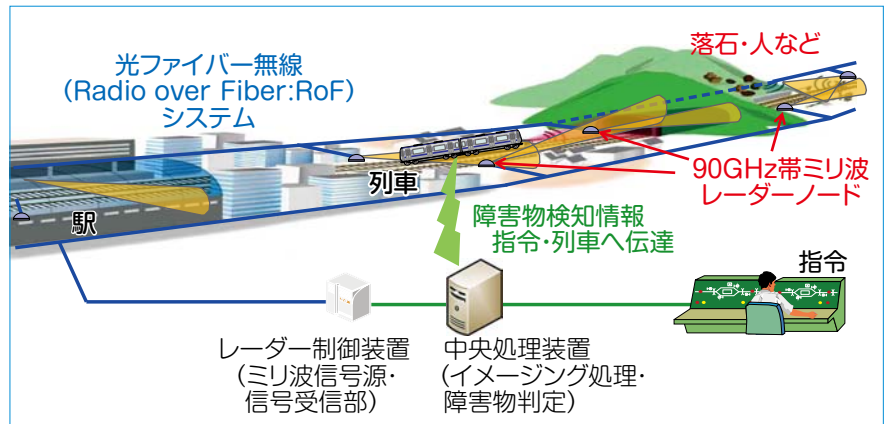 光ファイバー無線
(Radio over Fiber:RoF)
システム
落石・人など
90GHz帯ミリ波
レーダーノード
列車
駅
障害物検知情報
指令・列車へ伝達
指令
レーダー制御装置
(ミリ波信号源・
信号受信部)
中央処理装置
(イメージング処理・
障害物判定)